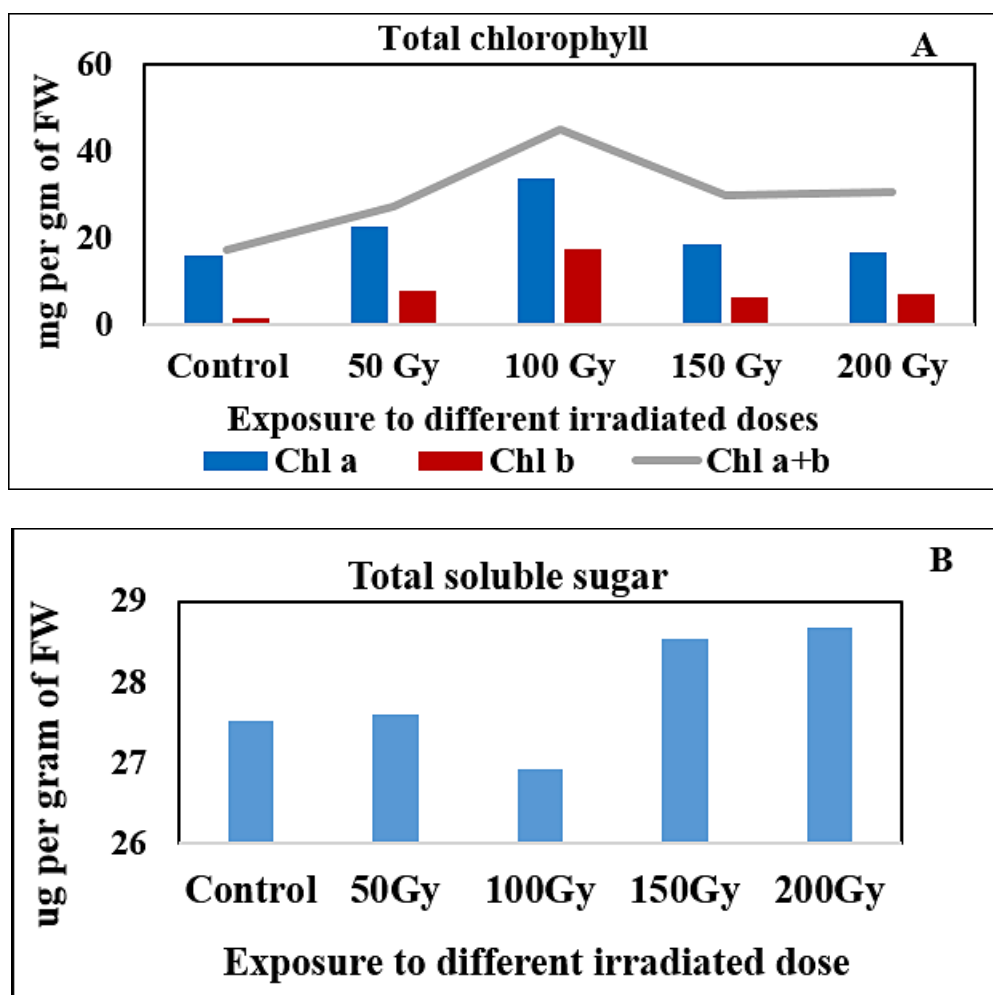 Total chlorophyll
A
mg per gm of FW
60
40
20
0
Control 50 Gy 100 Gy 150 Gy 200 Gy
Exposure to different irradiated doses
Chl a Chl b Chl a+b
B
Total soluble sugar
ug per gram of FW
29
28
27
26
Control 50Gy 100Gy 150Gy 200Gy
Exposure to different irradiated dose